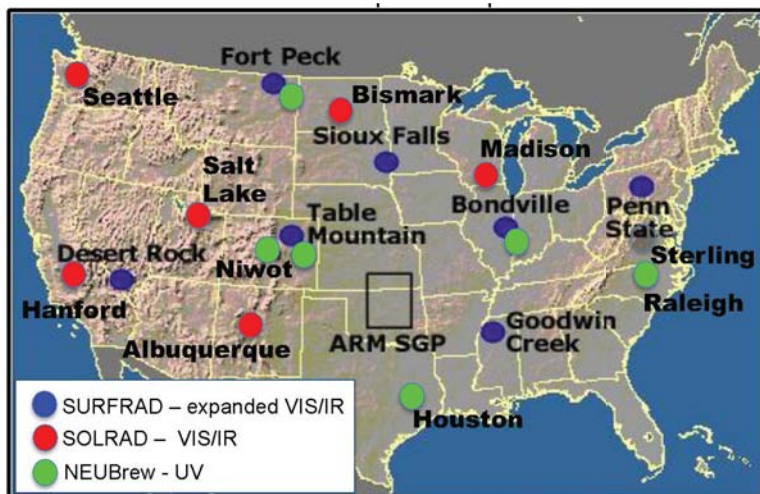 Fort Peck
Seattle
Bismark
Sioux Falls
Madison
Salt
Lake
Bondville
Penn
State
Table
Mountain
Desert Rock
Niwot
Sterling
Hanford
Raleigh
Albuquerque
ARM SGP
Goodwin
Creek
Houston
SURFRAD – expanded VIS/IR
SOLRAD – VIS/IR
NEUBrew - UV